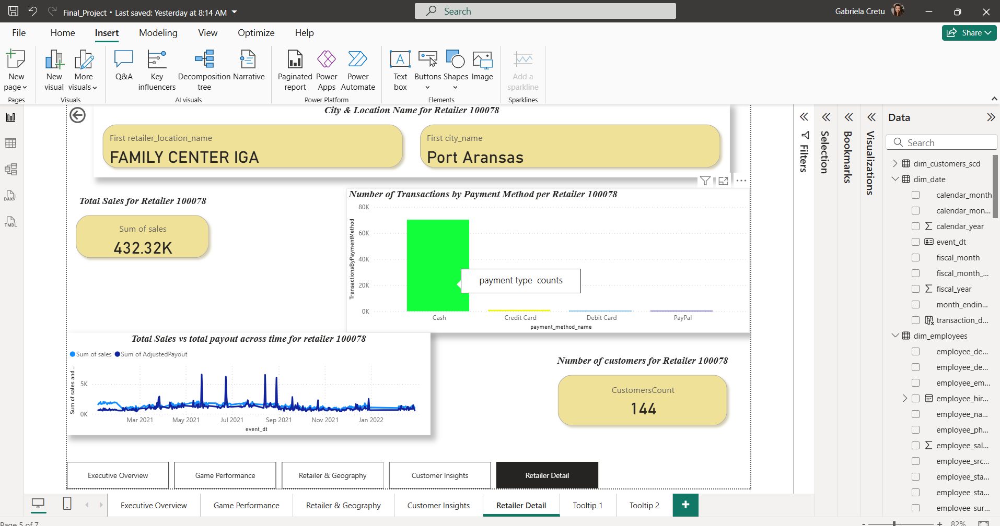 Final_Project • Last saved: Yesterday at 8:14 AM
Search
Gabriela Cretu
File
Home
Insert
Modeling
View
Optimize
Help
Share
New page
New visual
More visuals
Q&A
Key influencers
Decomposition tree
Narrative
Paginated report
Power Apps
Power Automate
Text box
Buttons
Shapes
Image
Add a sparkline
Pages
Visuals
AI visuals
Power Platform
Elements
Sparklines
DAX
TMDL
City & Location Name for Retailer 100078
First retailer_location_name
FAMILY CENTER IGA
First city_name
Port Aransas
Total Sales for Retailer 100078
Sum of sales
432.32K
Number of Transactions by Payment Method per Retailer 100078
TransactionsByPaymentMethod
80K
60K
40K
20K
0K
payment type  counts
Cash
Credit Card
Debit Card
PayPal
payment_method_name
Total Sales vs total payout across time for retailer 100078
Sum of sales
Sum of AdjustedPayout
Sum of sales and ...
5K
0K
Mar 2021
May 2021
Jul 2021
Sep 2021
Nov 2021
Jan 2022
event_dt
Number of customers for Retailer 100078
CustomersCount
144
Executive Overview
Game Performance
Retailer & Geography
Customer Insights
Retailer Detail
Filters
Selection
Bookmarks
Visualizations
Data
Search
dim_customers_scd
dim_date
calendar_month
calendar_mon...
calendar_year
event_dt
fiscal_month
fiscal_month_...
fiscal_year
month_endin...
transaction_d...
dim_employees
employee_de...
employee_de...
employee_em...
employee_hir...
employee_na...
employee_ph...
employee_sal...
employee_src...
employee_sta...
employee_sta...
employee_sur...
Executive Overview
Game Performance
Retailer & Geography
Customer Insights
Retailer Detail
Tooltip 1
Tooltip 2
Page 5 of 7
82%